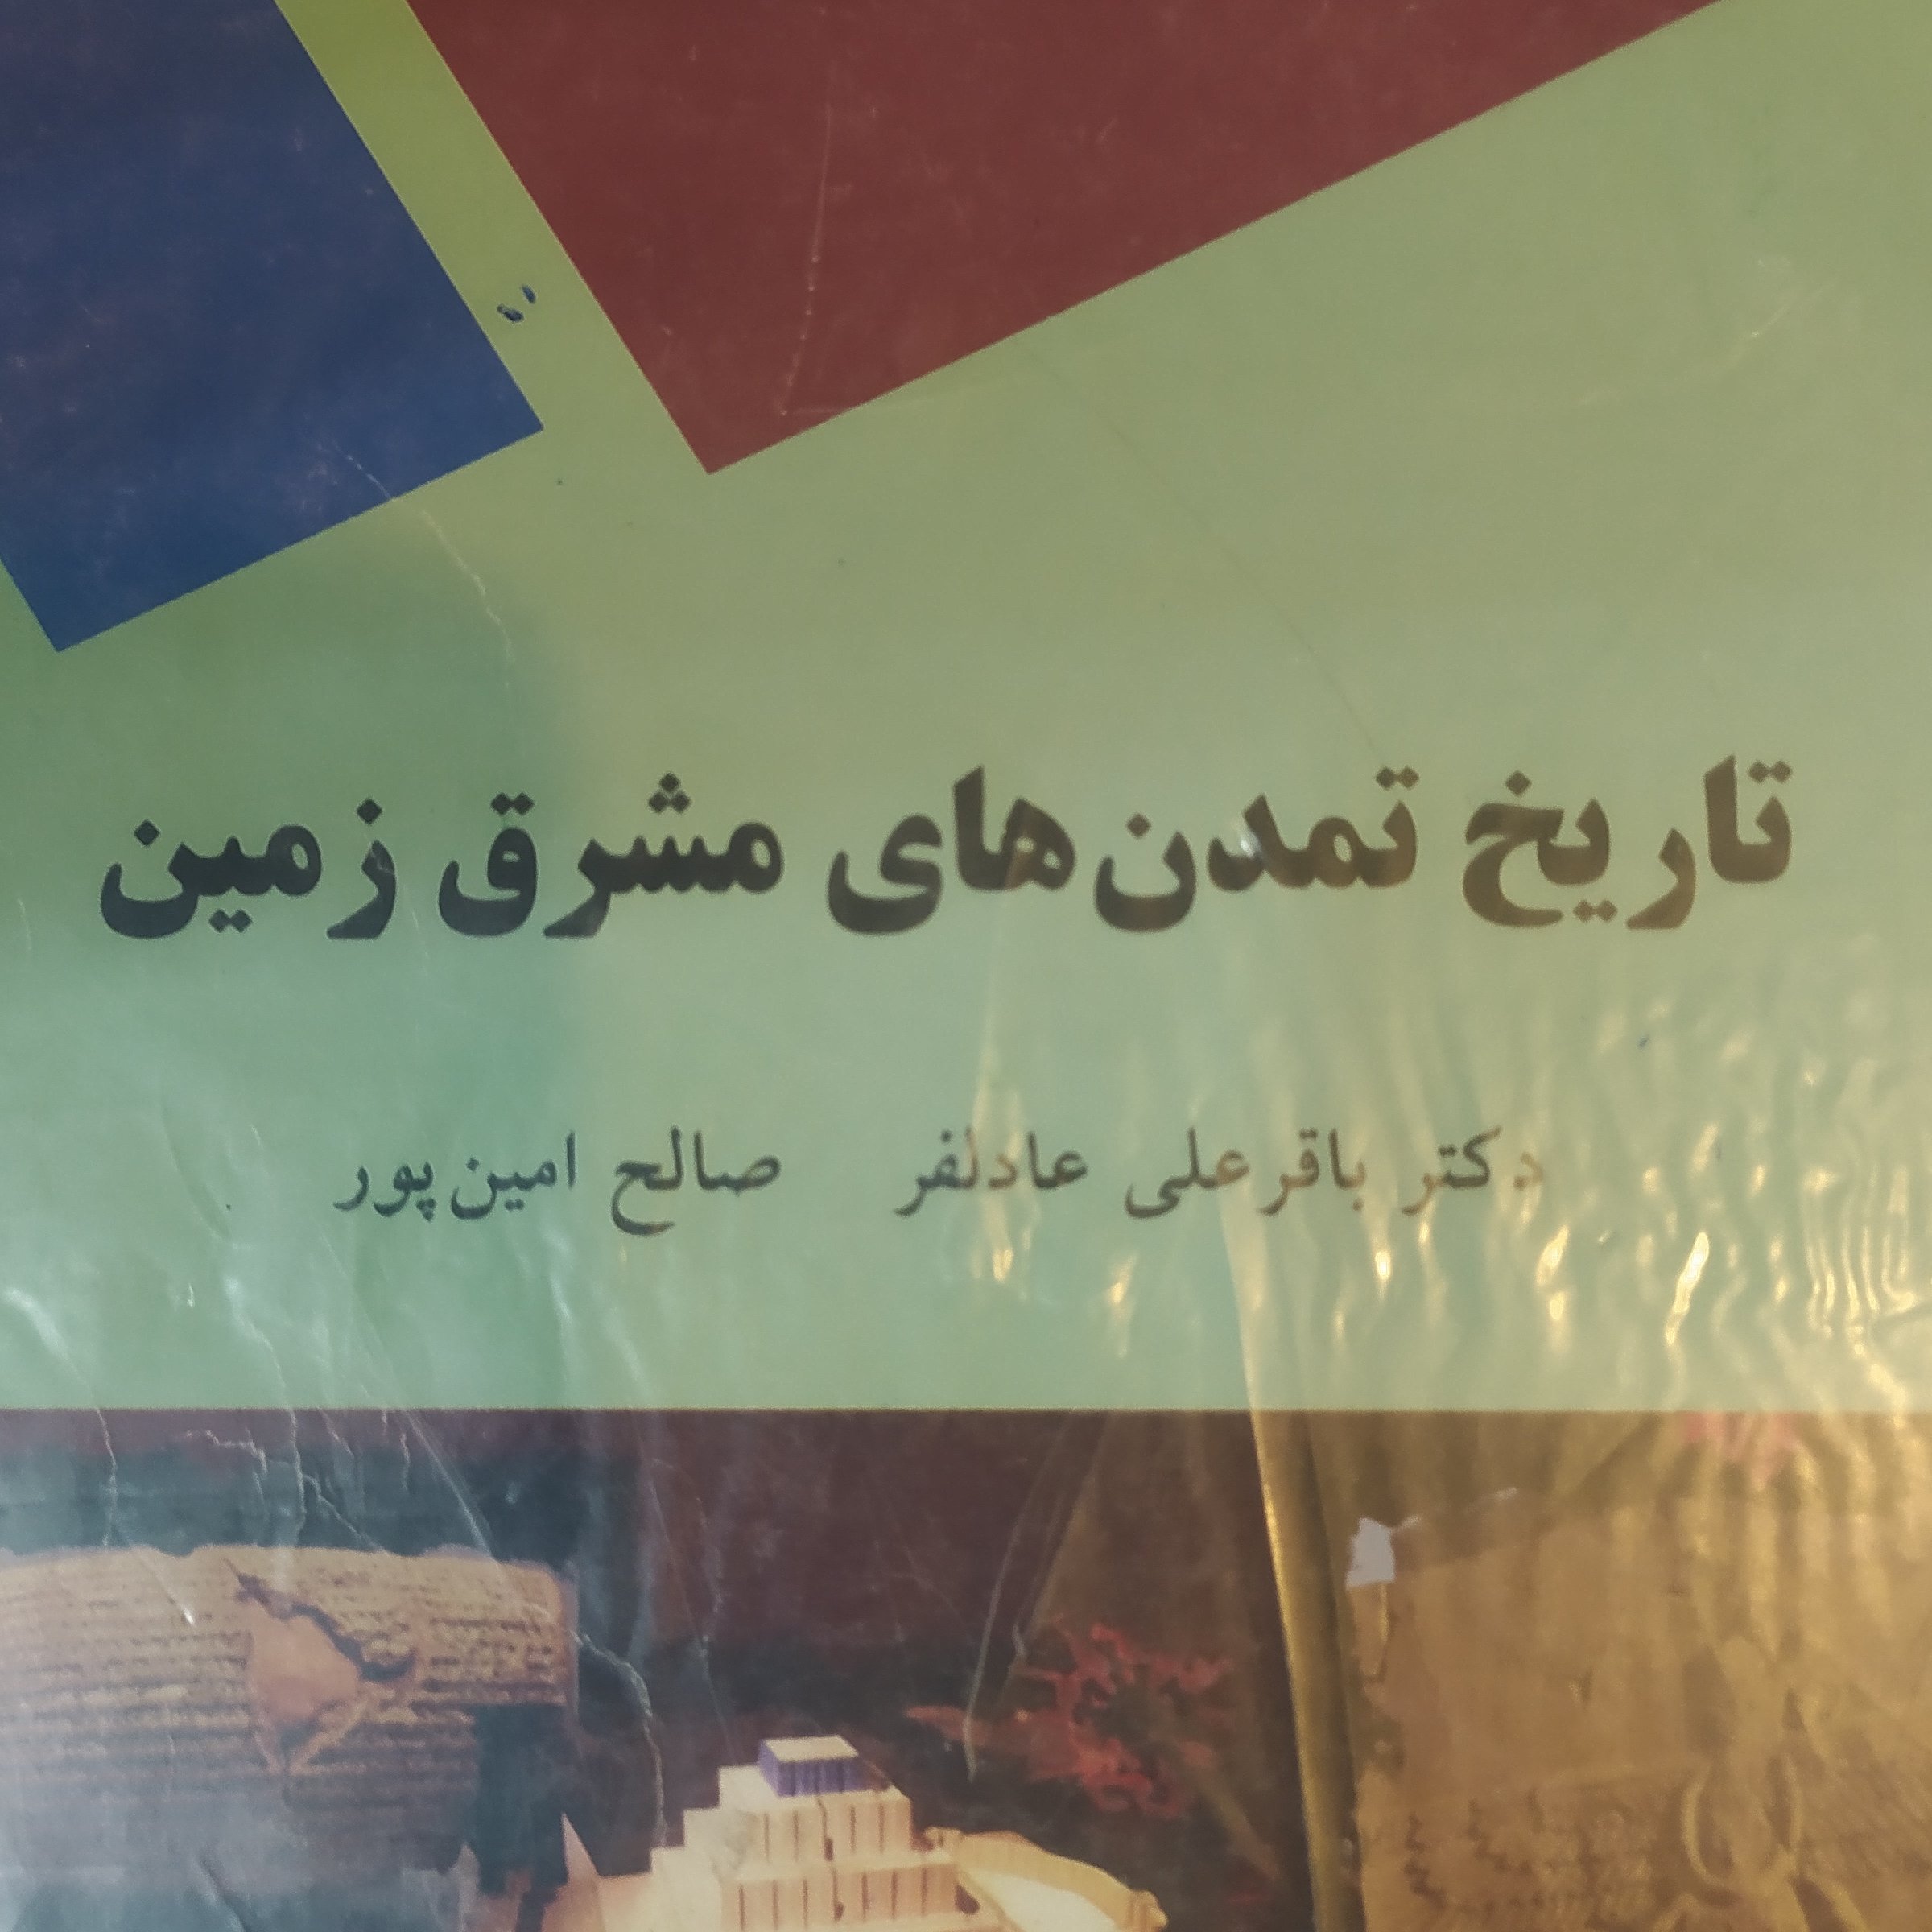 تاریخ تمدن‌های مشرق زمین
دکتر باقرعلی عادلفر صالح امین‌پور